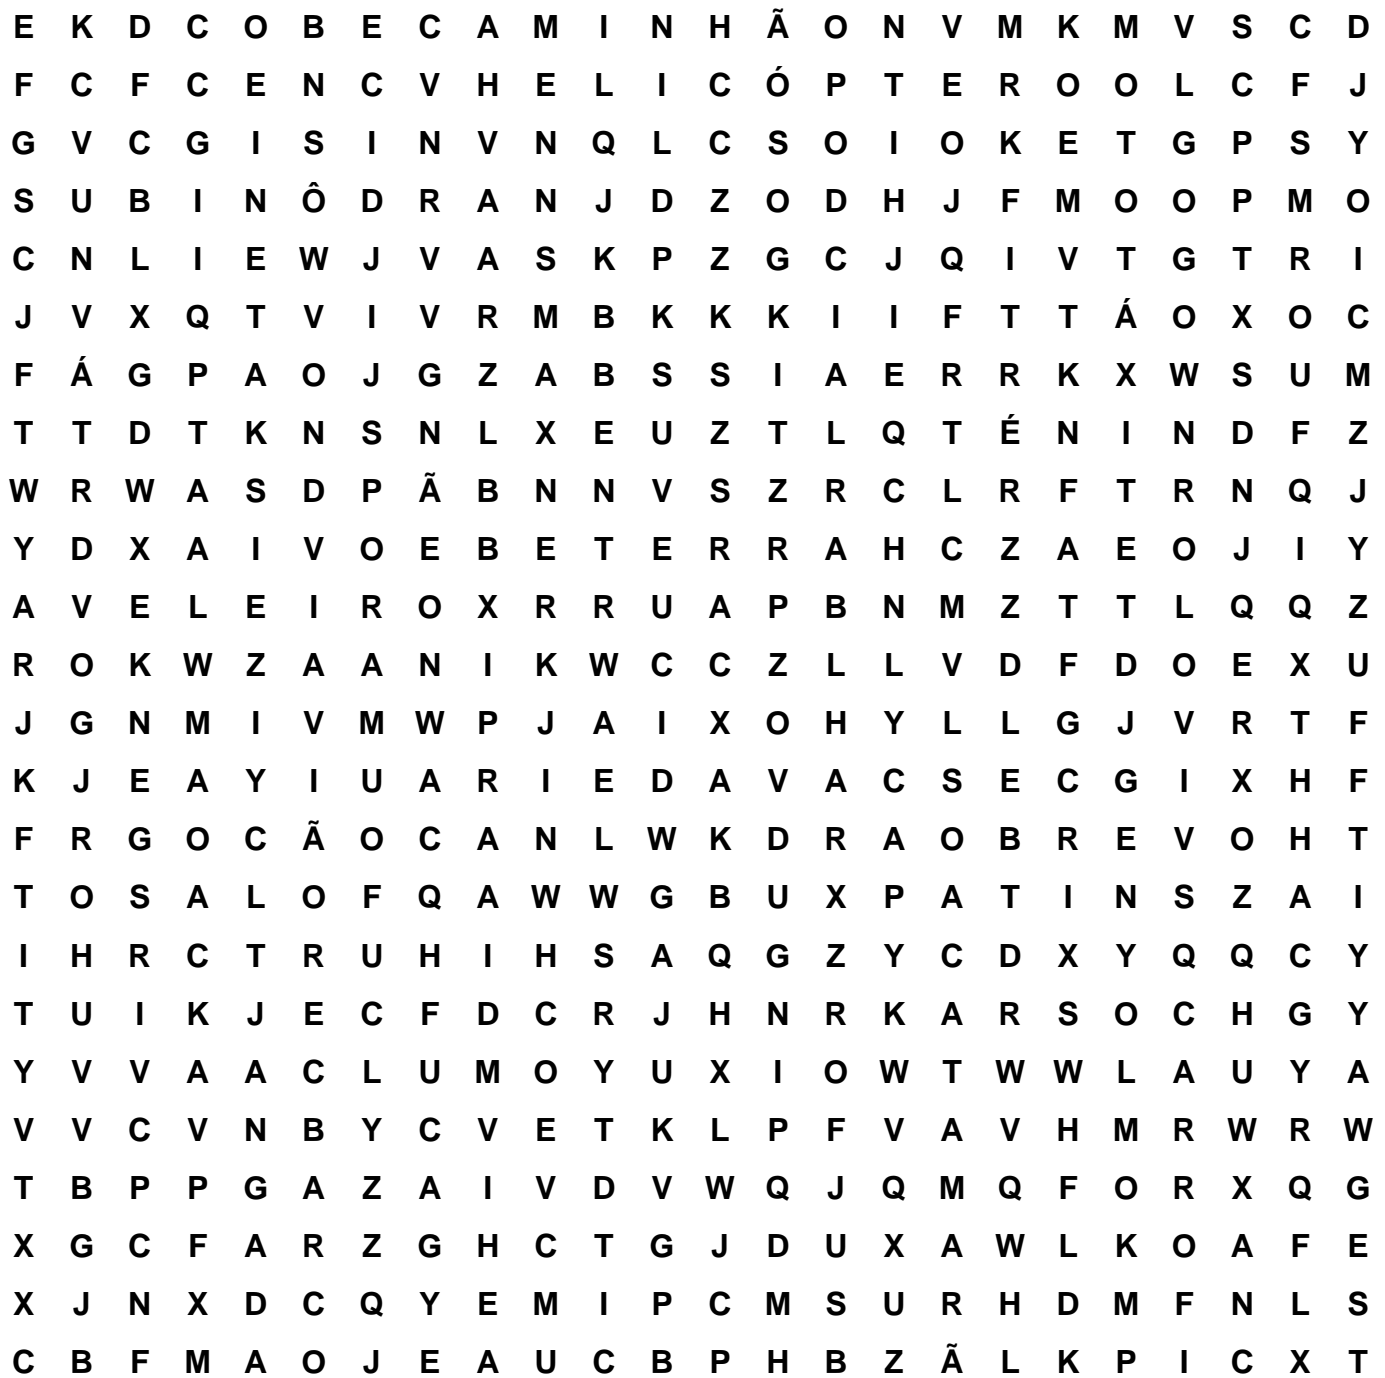 E K D C O B E C A M I N H Ã O N V M K M V S C D
F C F C E N C V H E L I C Ó P T E R O O L C F J
G V C G I S I N V N Q L C S O I O K E T G P S Y
S U B I N Ô D R A N J D Z O D H J F M O O P M O
C N L I E W J V A S K P Z G C J Q I V T G T R I
J V X Q T V I V R M B K K K I I F T T Á O X O C
F Á G P A O J G Z A B S S I A E R R K X W S U M
T T D T K N S N L X E U Z T L Q T É N I N D F Z
W R W A S D P Ã B N N V S Z R C L R F T R N Q J
Y D X A I V O E B E T E R R A H C Z A E O J I Y
A V E L E I R O X R R U A P B N M Z T T L Q Q Z
R O K W Z A A N I K W C C Z L L V D F D O E X U
J G N M I V M W P J A I X O H Y L L G J V R T F
K J E A Y I U A R I E D A V A C S E C G I X H F
F R G O C Ã O C A N L W K D R A O B R E V O H T
T O S A L O F Q A W W G B U X P A T I N S Z A I
I H R C T R U H I H S A Q G Z Y C D X Y Q Q C Y
T U I K J E C F D C R J H N R K A R S O C H G Y
Y V V A A C L U M O Y U X I O W T W W L A U Y A
V V C V N B Y C V E T K L P F V A V H M R W R W
T B P P G A Z A I V D V W Q J Q M Q F O R X Q G
X G C F A R Z G H C T G J D U X A W L K O A F E
X J N X D C Q Y E M I P C M S U R H D M F N L S
C B F M A O J E A U C B P H B Z Ã L K P I C X T